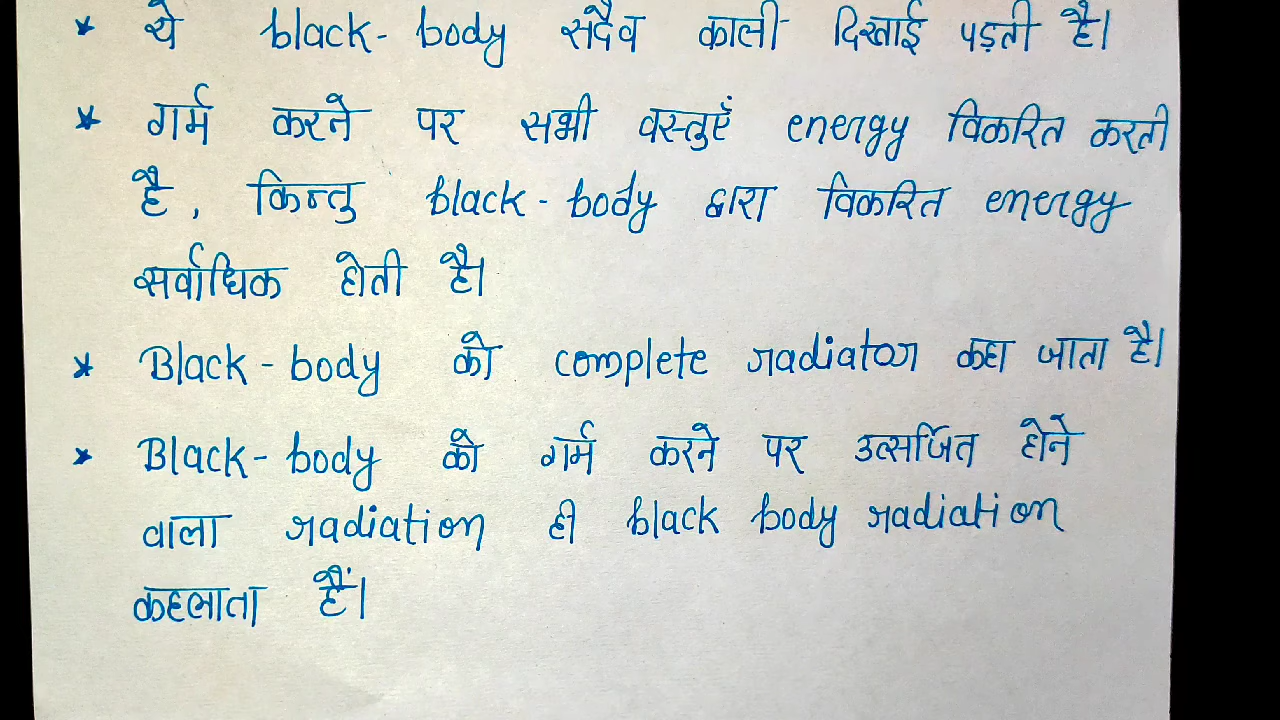 * ये black-body सदैव काली दिखाई पड़ती है।
* गर्म करने पर सभी वस्तुएँ energy विकरित करती
है, किन्तु black-body द्वारा विकरित energy
सर्वाधिक होती है।
* Black-body को complete radiator कहा जाता है।
* Black-body को गर्म करने पर उत्सर्जित होने
वाला radiation ही black body radiation
कहलाता हैं।